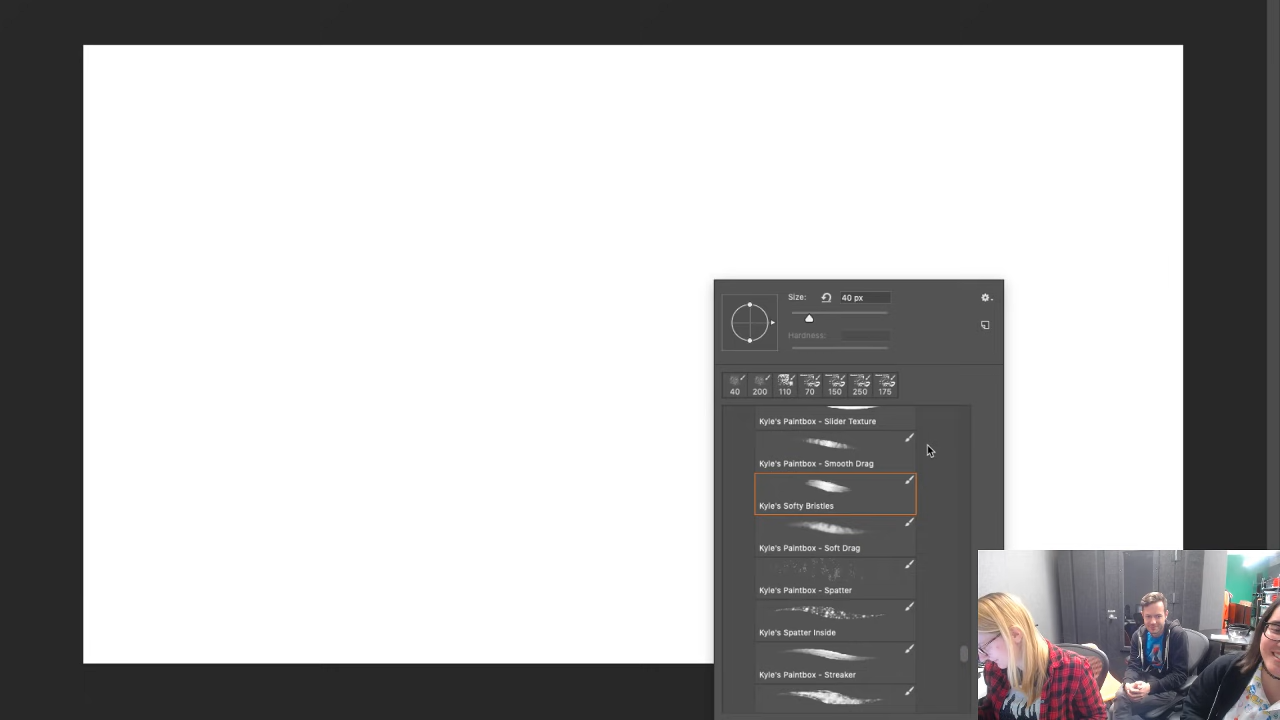 Size: 40 px
Hardness:
40 200 110 70 150 250 175
Kyle's Paintbox - Slider Texture
Kyle's Paintbox - Smooth Drag
Kyle's Softy Bristles
Kyle's Paintbox - Soft Drag
Kyle's Paintbox - Spatter
Kyle's Spatter Inside
Kyle's Paintbox - Streaker